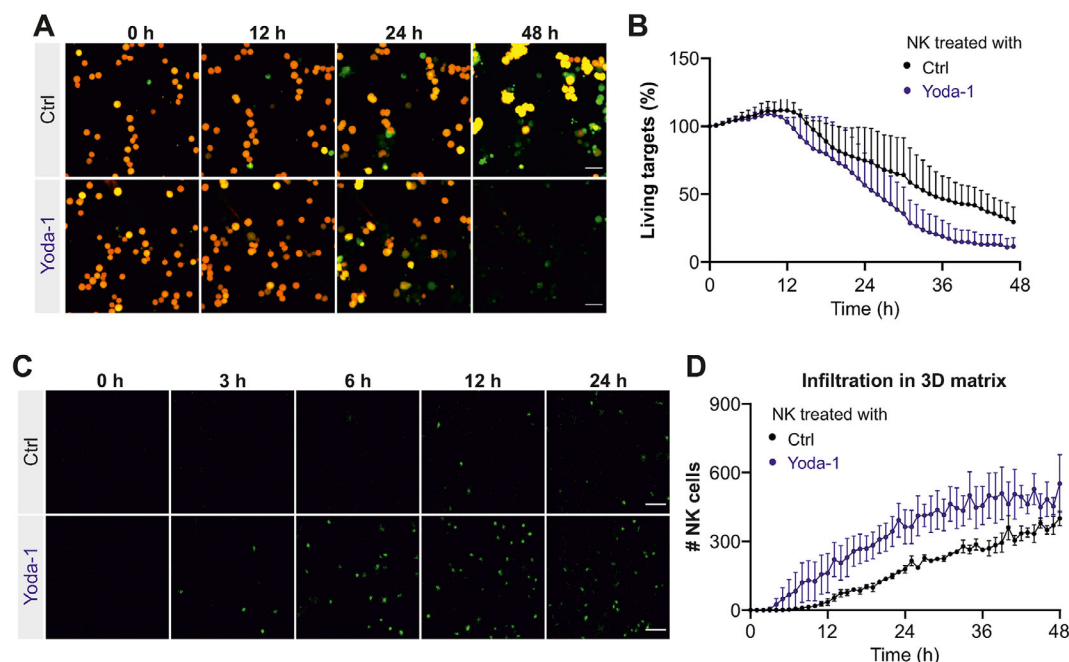 A
0 h 12 h 24 h 48 h
Ctrl
Yoda-1
B
NK treated with
Ctrl
Yoda-1
150
100
50
0
Living targets (%)
0 12 24 36 48
Time (h)
C
0 h 3 h 6 h 12 h 24 h
Ctrl
Yoda-1
D
Infiltration in 3D matrix
NK treated with
Ctrl
Yoda-1
900
600
300
0
# NK cells
0 12 24 36 48
Time (h)